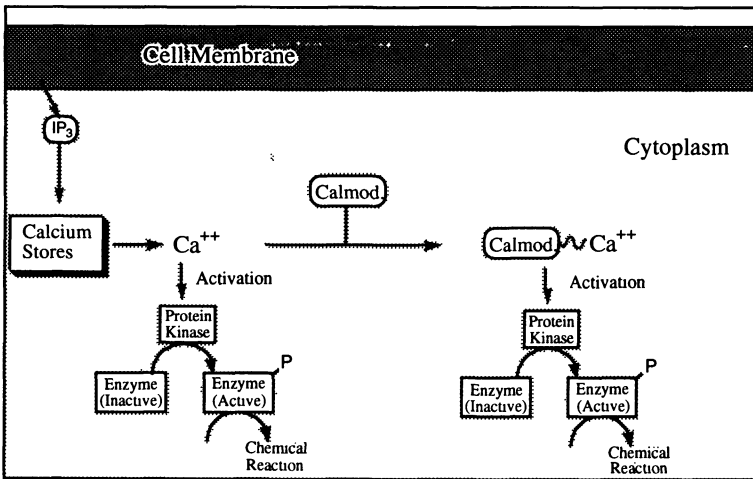 Cell Membrane
IP3
Cytoplasm
Calmod.
Calcium
Stores
Ca++
Calmod.
Ca++
Activation
Activation
Protein
Kinase
Protein
Kinase
Enzyme
(Inactive)
Enzyme
(Active)
P
Enzyme
(Inactive)
Enzyme
(Active)
P
Chemical
Reaction
Chemical
Reaction